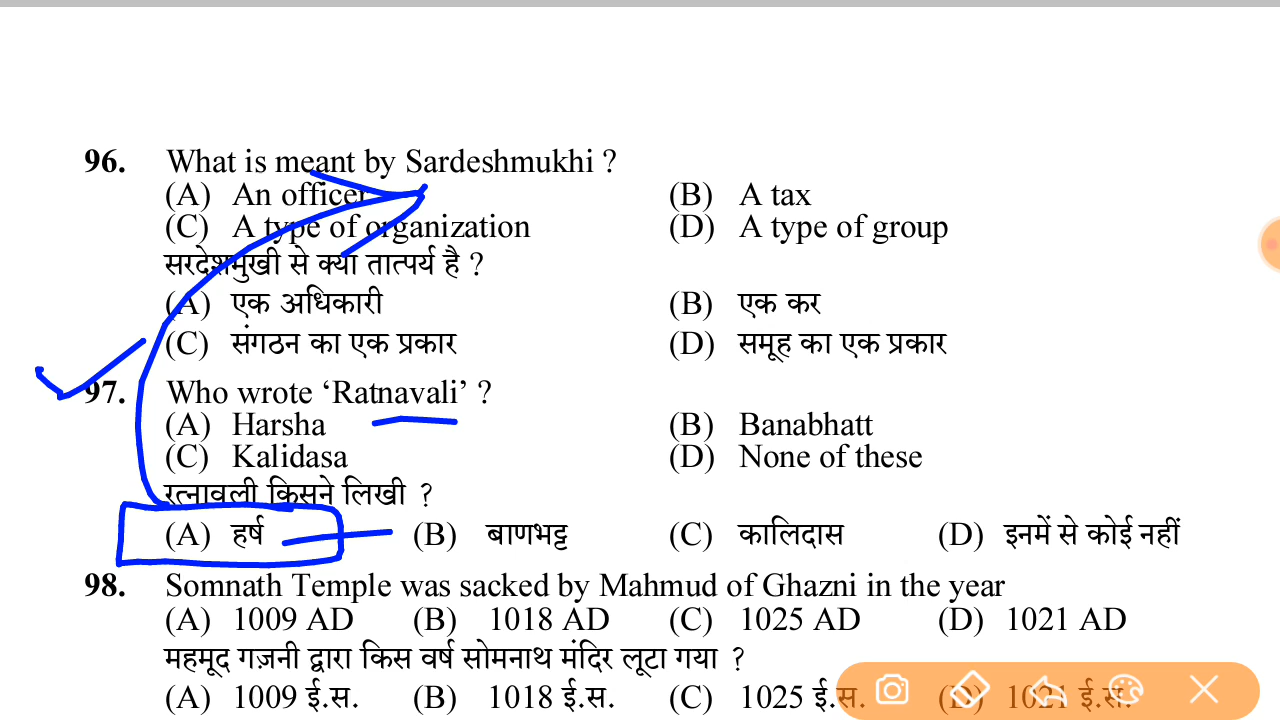 96. What is meant by Sardeshmukhi ?
(A) An officer (B) A tax
(C) A type of organization (D) A type of group
सरदेशमुखी से क्या तात्पर्य है ?
(A) एक अधिकारी (B) एक कर
(C) संगठन का एक प्रकार (D) समूह का एक प्रकार
97. Who wrote ‘Ratnavali’ ?
(A) Harsha (B) Banabhatt
(C) Kalidasa (D) None of these
रत्नावली किसने लिखी ?
(A) हर्ष (B) बाणभट्ट (C) कालिदास (D) इनमें से कोई नहीं
98. Somnath Temple was sacked by Mahmud of Ghazni in the year
(A) 1009 AD (B) 1018 AD (C) 1025 AD (D) 1021 AD
महमूद गज़नी द्वारा किस वर्ष सोमनाथ मंदिर लूटा गया ?
(A) 1009 ई.स. (B) 1018 ई.स. (C) 1025 ई.स. (D) 1021 ई.स.